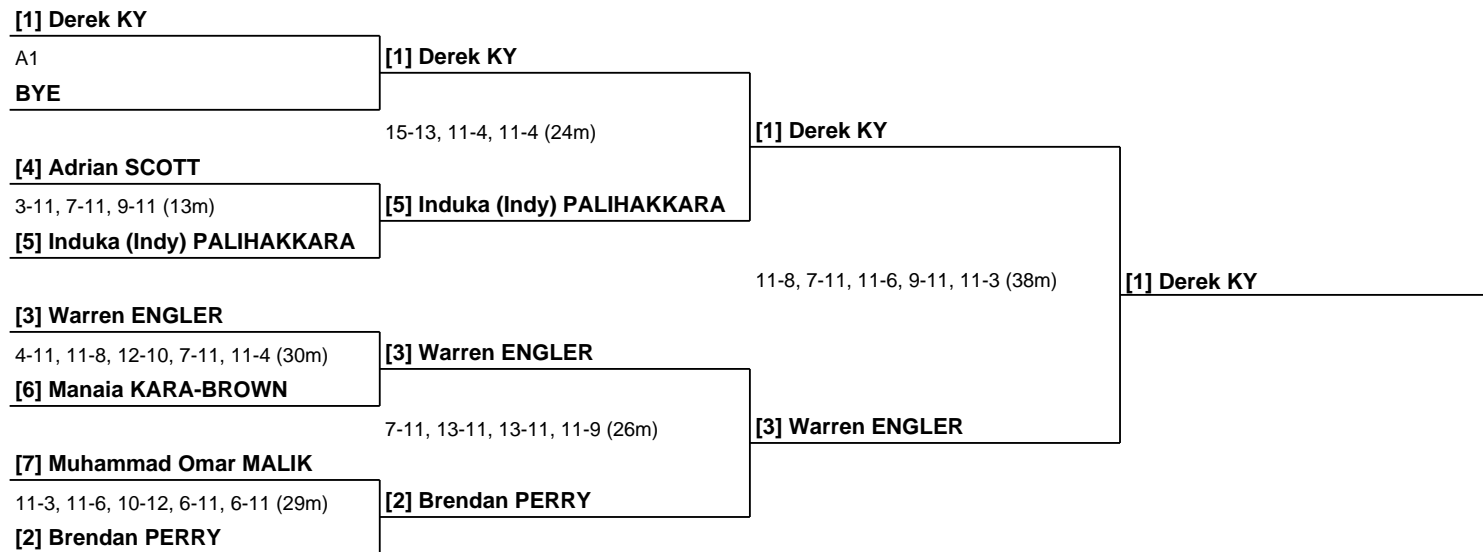 [1] Derek KY
A1
BYE
[1] Derek KY
15-13, 11-4, 11-4 (24m)
[1] Derek KY
[4] Adrian SCOTT
3-11, 7-11, 9-11 (13m)
[5] Induka (Indy) PALIHAKKARA
[5] Induka (Indy) PALIHAKKARA
11-8, 7-11, 11-6, 9-11, 11-3 (38m)
[1] Derek KY
[3] Warren ENGLER
4-11, 11-8, 12-10, 7-11, 11-4 (30m)
[6] Manaia KARA-BROWN
[3] Warren ENGLER
7-11, 13-11, 13-11, 11-9 (26m)
[3] Warren ENGLER
[7] Muhammad Omar MALIK
11-3, 11-6, 10-12, 6-11, 6-11 (29m)
[2] Brendan PERRY
[2] Brendan PERRY